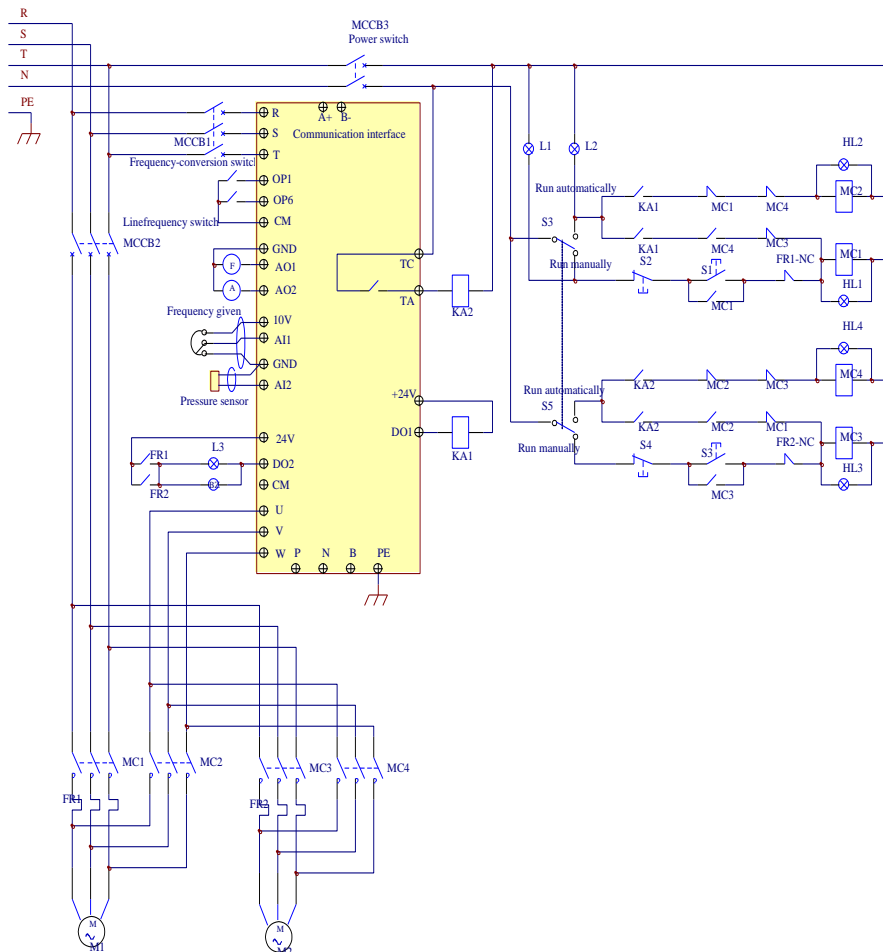 R
S
T
N
PE
MCCB3
Power switch
R
S
T
A+
B-
Communication interface
MCCB1
Frequency-conversion switch
OP1
OP6
CM
Linefrequency switch
MCCB2
GND
AO1
F
AO2
A
Frequency given
10V
AI1
GND
AI2
Pressure sensor
24V
FR1
L3
DO2
FR2
BZ
CM
U
V
W
P
N
B
PE
TC
TA
KA2
+24V
DO1
KA1
L1
L2
Run automatically
S3
Run manually
KA1
MC1
MC4
HL2
MC2
KA1
MC4
MC3
MC1
S2
S1
MC1
FR1-NC
HL1
Run automatically
S5
Run manually
KA2
MC2
MC3
HL4
MC4
KA2
MC2
MC1
MC3
S4
S3
MC3
FR2-NC
HL3
MC1
MC2
MC3
MC4
FR1
FR2
M
M1
M